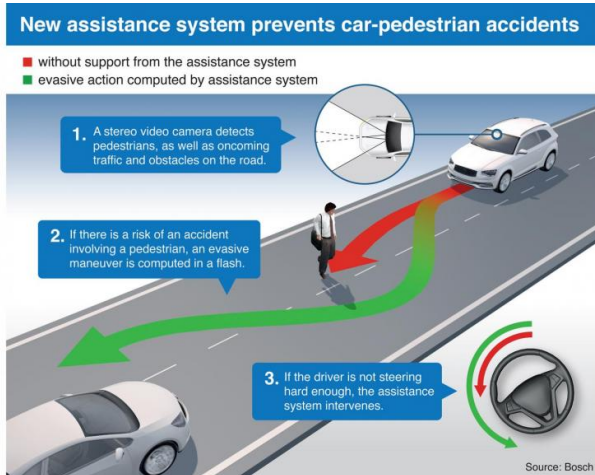 New assistance system prevents car-pedestrian accidents
without support from the assistance system
evasive action computed by assistance system
1. A stereo video camera detects
pedestrians, as well as oncoming
traffic and obstacles on the road.
2. If there is a risk of an accident
involving a pedestrian, an evasive
maneuver is computed in a flash.
3. If the driver is not steering
hard enough, the assistance
system intervenes.
Source: Bosch